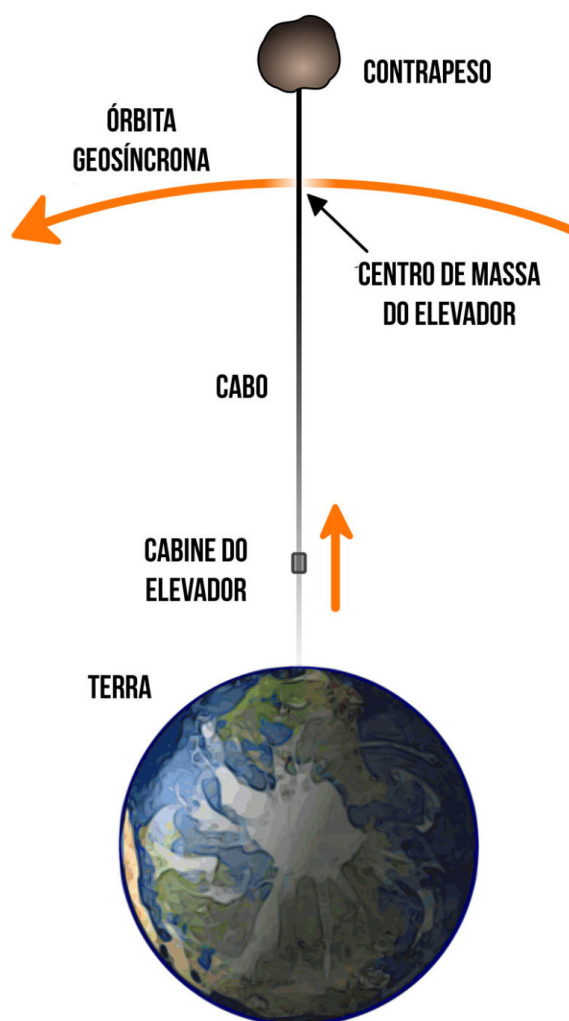 CONTRAPESO
ÓRBITA
GEOSÍNCRONA
CENTRO DE MASSA
DO ELEVADOR
CABO
CABINE DO
ELEVADOR
TERRA